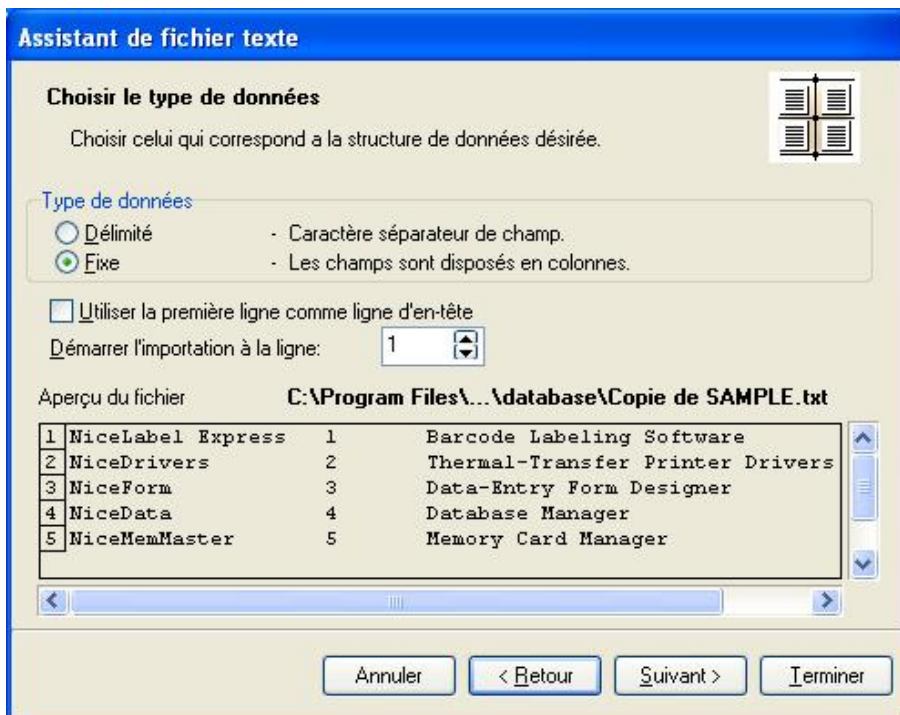 Assistant de fichier texte
Choisir le type de données
Choisir celui qui correspond a la structure de données désirée.
Type de données
Délimité - Caractère séparateur de champ.
Fixe - Les champs sont disposés en colonnes.
Utiliser la première ligne comme ligne d'en-tête
Démarrer l'importation à la ligne: 1
Aperçu du fichier C:\Program Files\...\database\Copie de SAMPLE.txt
1 NiceLabel Express 1 Barcode Labeling Software
2 NiceDrivers 2 Thermal-Transfer Printer Drivers
3 NiceForm 3 Data-Entry Form Designer
4 NiceData 4 Database Manager
5 NiceMemMaster 5 Memory Card Manager
Annuler < Retour Suivant > Terminer